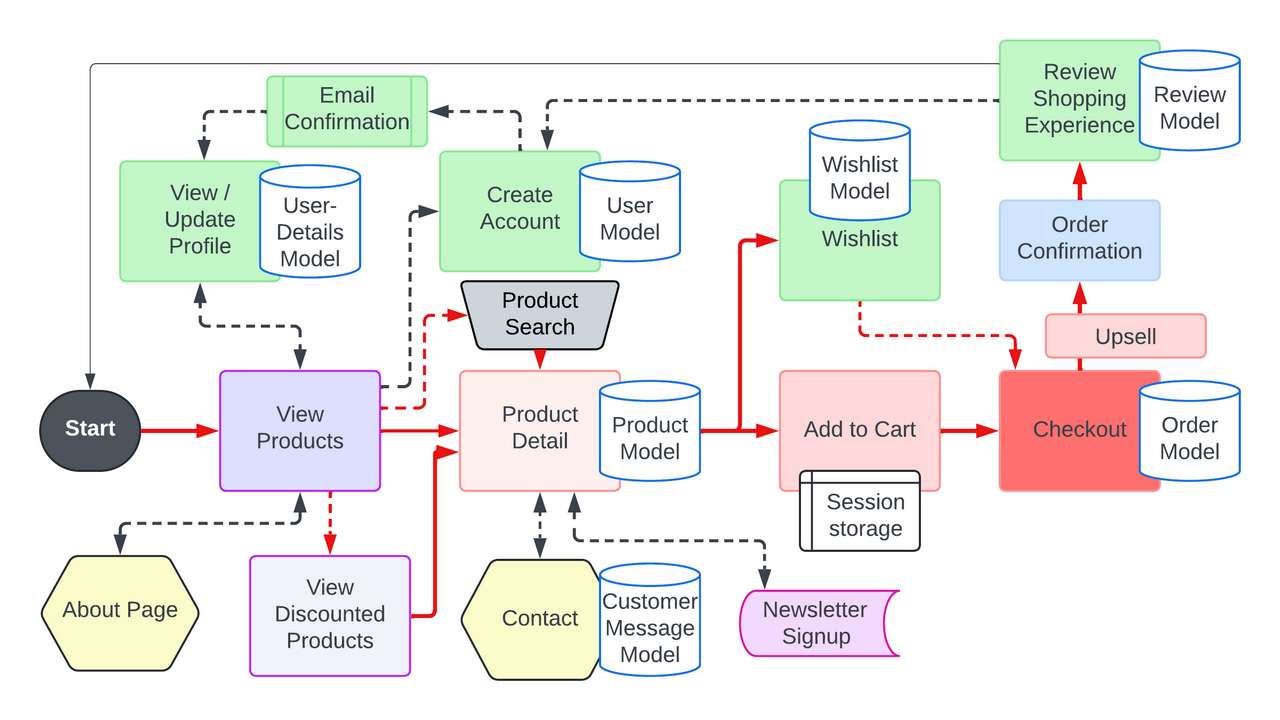 Email
Confirmation
Review
Shopping
Experience
Review
Model
Wishlist
Model
Wishlist
View /
Update
Profile
User-
Details
Model
Create
Account
User
Model
Order
Confirmation
Product
Search
Upsell
Start
View
Products
Product
Detail
Product
Model
Add to Cart
Session
storage
Checkout
Order
Model
About Page
View
Discounted
Products
Contact
Customer
Message
Model
Newsletter
Signup